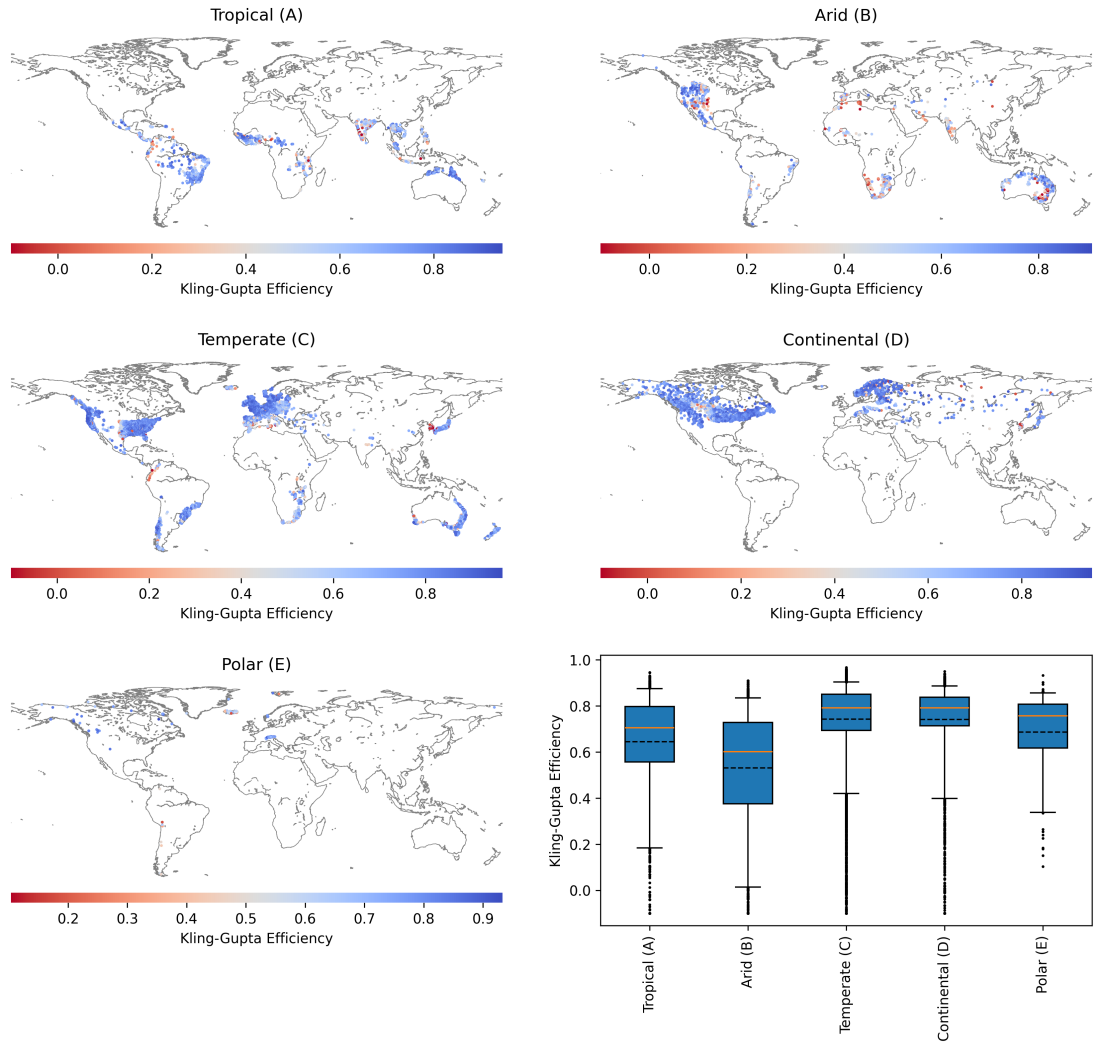 Tropical (A)
0.0 0.2 0.4 0.6 0.8
Kling-Gupta Efficiency
Arid (B)
0.0 0.2 0.4 0.6 0.8
Kling-Gupta Efficiency
Temperate (C)
0.0 0.2 0.4 0.6 0.8
Kling-Gupta Efficiency
Continental (D)
0.0 0.2 0.4 0.6 0.8
Kling-Gupta Efficiency
Polar (E)
0.2 0.3 0.4 0.5 0.6 0.7 0.8 0.9
Kling-Gupta Efficiency
Kling-Gupta Efficiency
1.0
0.8
0.6
0.4
0.2
0.0
Tropical (A)
Arid (B)
Temperate (C)
Continental (D)
Polar (E)